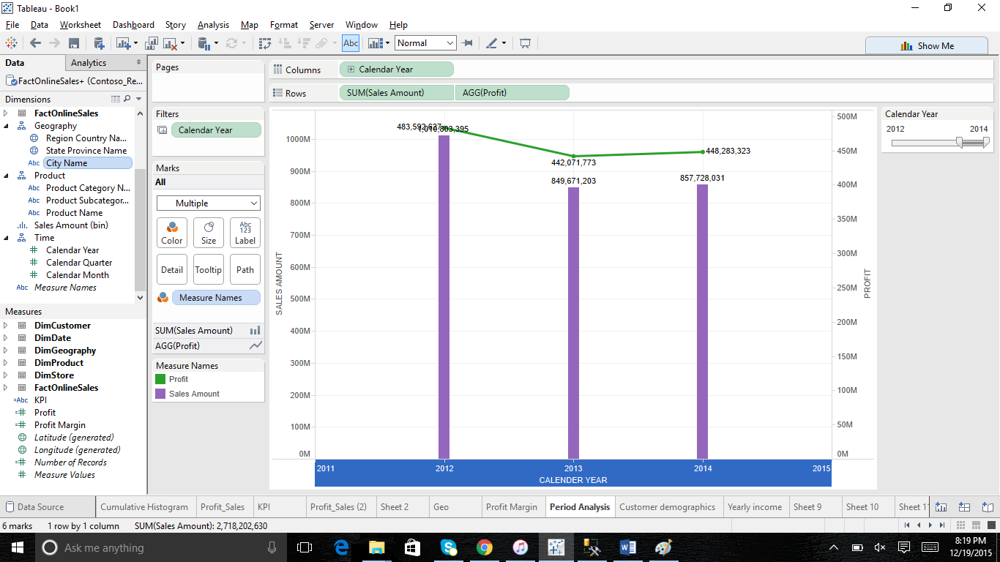 Tableau - Book1
File Data Worksheet Dashboard Story Analysis Map Format Server Window Help
Abc Normal Show Me
Data Analytics
FactOnlineSales+ (Contoso_Re...
Dimensions
FactOnlineSales
Geography
Region Country Na...
State Province Name
Abc City Name
Product
Abc Product Category N...
Abc Product Subcategor...
Abc Product Name
Sales Amount (bin)
Time
Calendar Year
Calendar Quarter
Calendar Month
Abc Measure Names
Measures
DimCustomer
DimDate
DimGeography
DimProduct
DimStore
FactOnlineSales
=Abc KPI
Profit
Profit Margin
Latitude (generated)
Longitude (generated)
Number of Records
Measure Values
Pages
Filters
Calendar Year
Marks
All
Multiple
Color Size Abc 123 Label
Detail Tooltip Path
Measure Names
SUM(Sales Amount)
AGG(Profit)
Measure Names
Profit
Sales Amount
Columns Calendar Year
Rows SUM(Sales Amount) AGG(Profit)
SALES AMOUNT
1000M
900M
800M
700M
600M
500M
400M
300M
200M
100M
0M
483,592,627
1,010,803,395
442,071,773
849,671,203
448,283,323
857,728,031
500M
450M
400M
350M
300M
250M
200M
150M
100M
50M
0M
PROFIT
2011 2012 2013 2014 2015
CALENDER YEAR
Calendar Year
2012 2014
Data Source Cumulative Histogram Profit_Sales KPI Profit_Sales (2) Sheet 2 Geo Profit Margin Period Analysis Customer demographics Yearly income Sheet 9 Sheet 10 Sheet 1
6 marks 1 row by 1 column SUM(Sales Amount): 2,718,202,630
Ask me anything
8:19 PM
12/19/2015